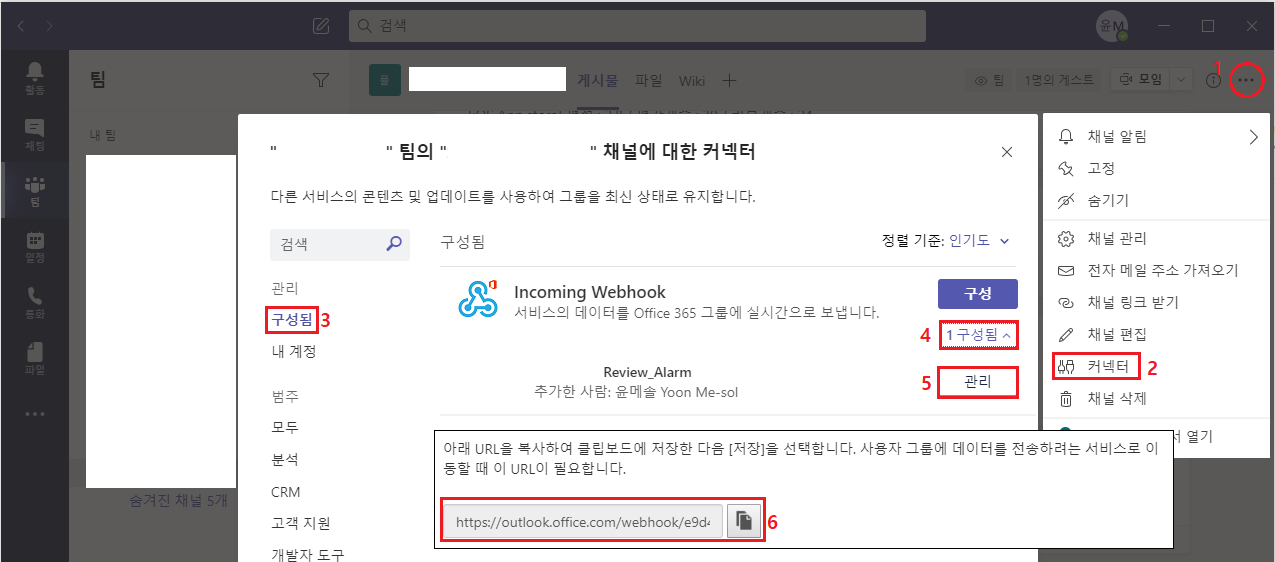 검색
윤M
활동
채팅
팀
일정
통화
파일
팀
내 팀
숨겨진 채널 5개
플
게시물 파일 Wiki
팀
1명의 게스트
모임
1
" " 팀의 " " 채널에 대한 커넥터
다른 서비스의 콘텐츠 및 업데이트를 사용하여 그룹을 최신 상태로 유지합니다.
검색
관리
구성됨 3
내 계정
범주
모두
분석
CRM
고객 지원
개발자 도구
구성됨
정렬 기준: 인기도
Incoming Webhook
서비스의 데이터를 Office 365 그룹에 실시간으로 보냅니다.
구성
4 1 구성됨
Review_Alarm
추가한 사람: 윤메솔 Yoon Me-sol
5 관리
채널 알림
고정
숨기기
채널 관리
전자 메일 주소 가져오기
채널 링크 받기
채널 편집
커넥터 2
채널 삭제
서 열기
아래 URL을 복사하여 클립보드에 저장한 다음 [저장]을 선택합니다. 사용자 그룹에 데이터를 전송하려는 서비스로 이
동할 때 이 URL이 필요합니다.
https://outlook.office.com/webhook/e9d4 6